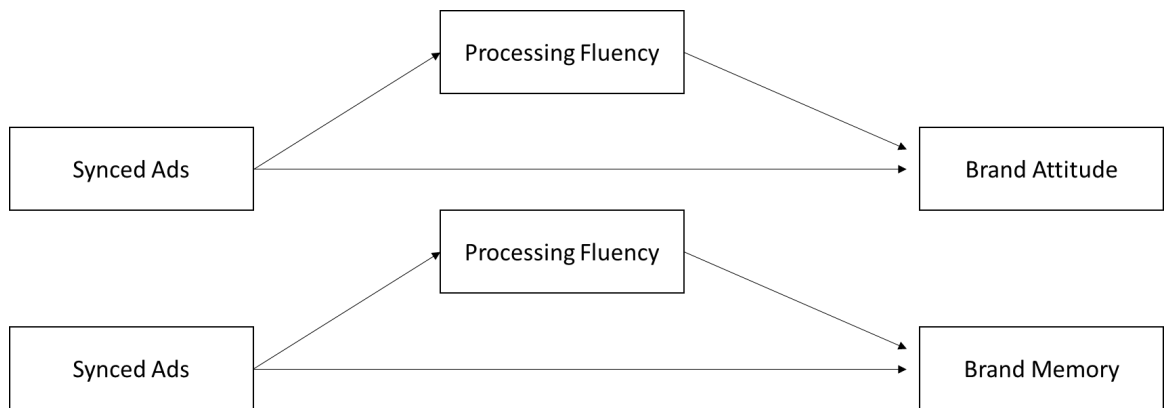 Processing Fluency
Synced Ads
Brand Attitude
Processing Fluency
Synced Ads
Brand Memory